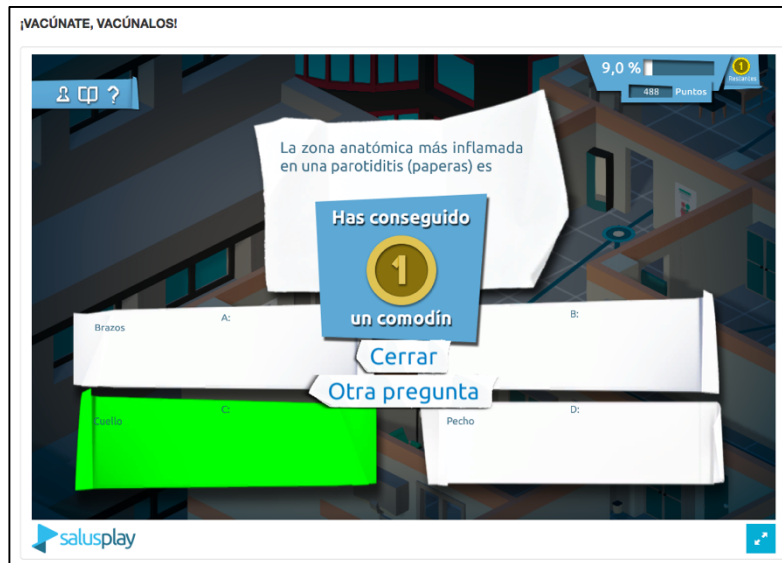 ¡VACÚNATE, VACÚNALOS!
9,0 %
1
Restantes
488 Puntos
?
La zona anatómica más inflamada
en una parotiditis (paperas) es
Has conseguido
1
un comodín
A:
Brazos
B:
Cerrar
Otra pregunta
C:
Cuello
D:
Pecho
salusplay